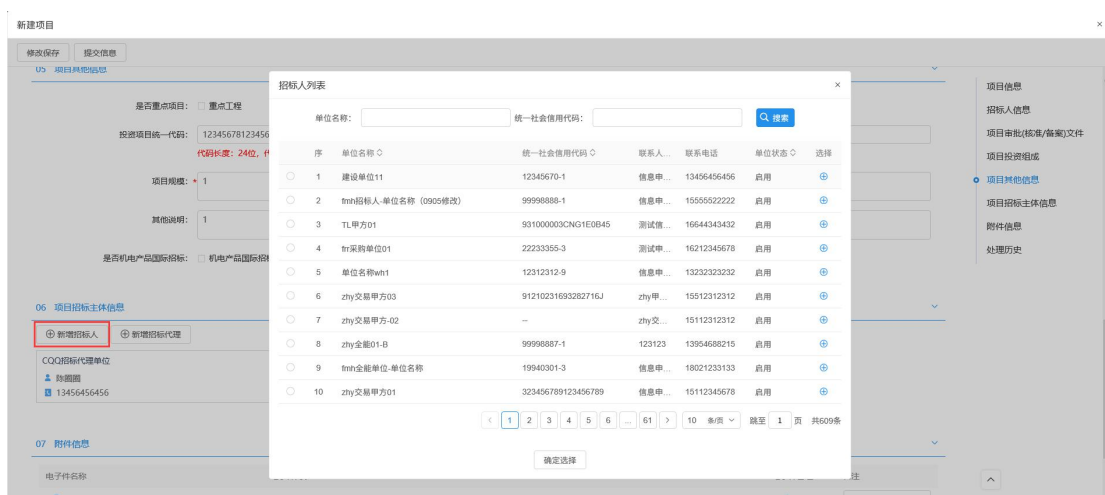 新建项目
修改保存 提交信息
05 项目其他信息
是否重点项目： 重点工程
投资项目统一代码： 12345678123456
代码长度：24位，
项目规模： * 1
其他说明： 1
是否机电产品国际招标： 机电产品国际招
06 项目招标主体信息
新增招标人 新增招标代理
CQQ招标代理单位
陈圈圈
13456456456
07 附件信息
电子件名称
招标人列表
单位名称： 统一社会信用代码： 搜索
序 单位名称 统一社会信用代码 联系人... 联系电话 单位状态 选择
1 建设单位11 12345670-1 信息申... 13456456456 启用
2 fmh招标人-单位名称（0905修改） 99998888-1 信息申... 15555522222 启用
3 TL甲方01 931000003CNG1E0B45 测试信... 16644343432 启用
4 frr采购单位01 22233355-3 测试申... 16212345678 启用
5 单位名称wh1 12312312-9 信息申... 13232323232 启用
6 zhy交易甲方03 91210231693282716J zhy甲... 15512312312 启用
7 zhy交易甲方-02 -- zhy交... 15112312312 启用
8 zhy全能01-B 99998887-1 123123 13954688215 启用
9 fmh全能单位-单位名称 19940301-3 信息申... 18021233133 启用
10 zhy交易甲方01 323456789123456789 信息申... 15112345678 启用
1 2 3 4 5 6 ... 61 10 条/页 跳至 1 页 共609条
确定选择
项目信息
招标人信息
项目审批(核准/备案)文件
项目投资组成
项目其他信息
项目招标主体信息
附件信息
处理历史